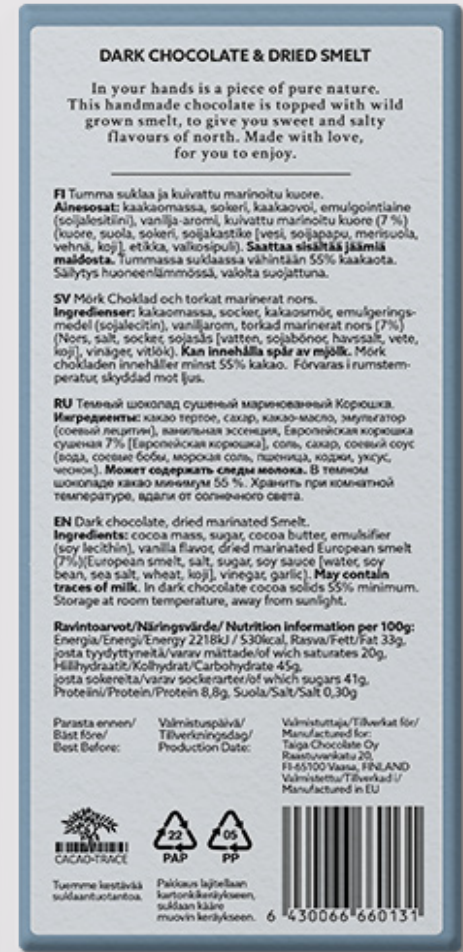 DARK CHOCOLATE & DRIED SMELT
In your hands is a piece of pure nature.
This handmade chocolate is topped with wild
grown smelt, to give you sweet and salty
flavours of north. Made with love,
for you to enjoy.
FI Tumma suklaa ja kuivattu marinoitu kuore.
Ainesosat: kaakaomassa, sokeri, kaakaovoi, emulgointiaine
(soijalesitiini), vanilja-aromi, kuivattu marinoitu kuore (7 %)
(kuore, suola, sokeri, soijakastike [vesi, soijapapu, merisuola,
vehnä, koji], etikka, valkosipuli). Saattaa sisältää jäämiä
maidosta. Tummassa suklaassa vähintään 55% kaakaota.
Säilytys huoneenlämmössä, valolta suojattuna.
SV Mörk Choklad och torkat marinerat nors.
Ingredienser: kakaomassa, socker, kakaosmör, emulgerings-
medel (sojalecitin), vaniljarom, torkad marinerat nors (7%)
(Nors, salt, socker, sojasås [vatten, sojabönor, havssalt, vete,
koji], vinäger, vitlök). Kan innehålla spår av mjölk. Mörk
chokladen innehåller minst 55% kakao. Förvaras i rumstem-
peratur, skyddad mot ljus.
RU Темный шоколад сушеный маринованный Корюшка.
Ингредиенты: какао тертое, сахар, какао-масло, эмульгатор
(соевый лецитин), ванильная эссенция, Европейская корюшка
сушеная 7% [Европейская корюшка], соль, сахар, соевый соус
(вода, соевые бобы, морская соль, пшеница, коджи, уксус,
чеснок). Может содержать следы молока. В темном
шоколаде какао минимум 55 %. Хранить при комнатной
температуре, вдали от солнечного света.
EN Dark chocolate, dried marinated Smelt.
Ingredients: cocoa mass, sugar, cocoa butter, emulsifier
(soy lecithin), vanilla flavor, dried marinated European smelt
(7%)(European smelt, salt, sugar, soy sauce [water, soy
bean, sea salt, wheat, koji], vinegar, garlic). May contain
traces of milk. In dark chocolate cocoa solids 55% minimum.
Storage at room temperature, away from sunlight.
Ravintoarvot/Näringsvärde/ Nutrition information per 100g:
Energia/Energi/Energy 2218kJ / 530kcal, Rasva/Fett/Fat 33g,
josta tyydyttyneitä/varav mättade/of wich saturates 20g,
Hiilihydraatit/Kolhydrat/Carbohydrate 45g,
josta sokereita/varav sockerarter/of which sugars 41g,
Proteiini/Protein/Protein 8,8g, Suola/Salt/Salt 0,30g
Parasta ennen/
Bäst före/
Best Before:
Valmistuspäivä/
Tillverkningsdag/
Production Date:
Valmistuttaja/Tillverkat för/
Manufactured for:
Taiga Chocolate Oy
Raastuvankatu 20,
FI-65100 Vaasa, FINLAND
Valmistettu/Tillverkad i/
Manufactured in EU
CACAO-TRACE
Tuemme kestävää
suklaantuotantoa.
22
PAP
05
PP
Pakkaus lajitellaan
kartonkikeräykseen,
suklaan kääre
muovin keräykseen.
6 430066 660131